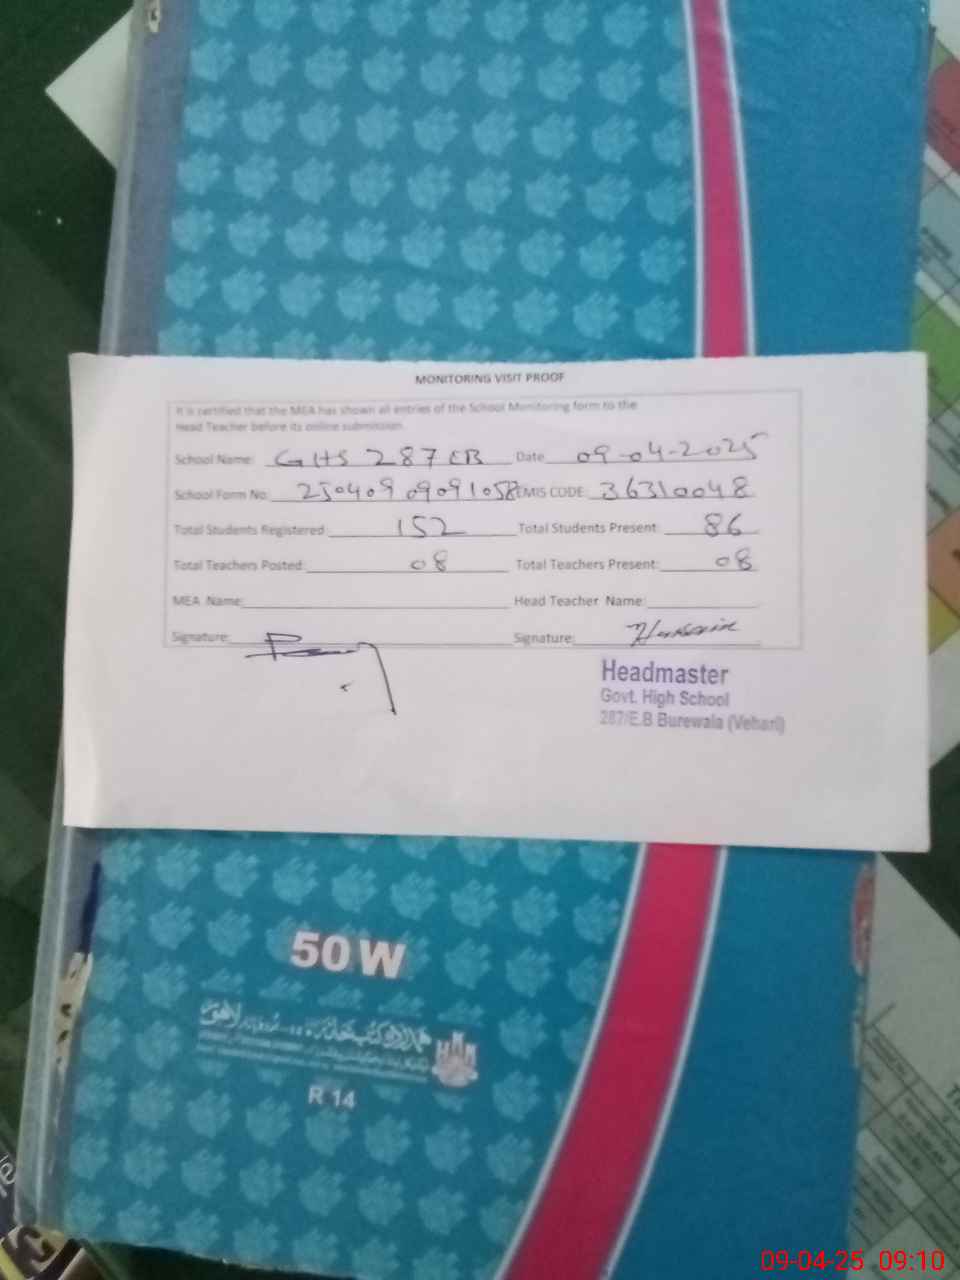 MONITORING VISIT PROOF
It is certified that the MEA has shown all entries of the School Monitoring form to the
Head Teacher before its online submission.
School Name: GHS 287 EB Date 09-04-2025
School Form No: 25040909091058 EMIS CODE: 36310048
Total Students Registered: 152 Total Students Present: 86
Total Teachers Posted: 08 Total Teachers Present: 08
MEA Name: Head Teacher Name:
Signature: Signature: Hussain
Headmaster
Govt. High School
287/E.B Burewala (Vehari)
50 W
R 14
09-04-25 09:10